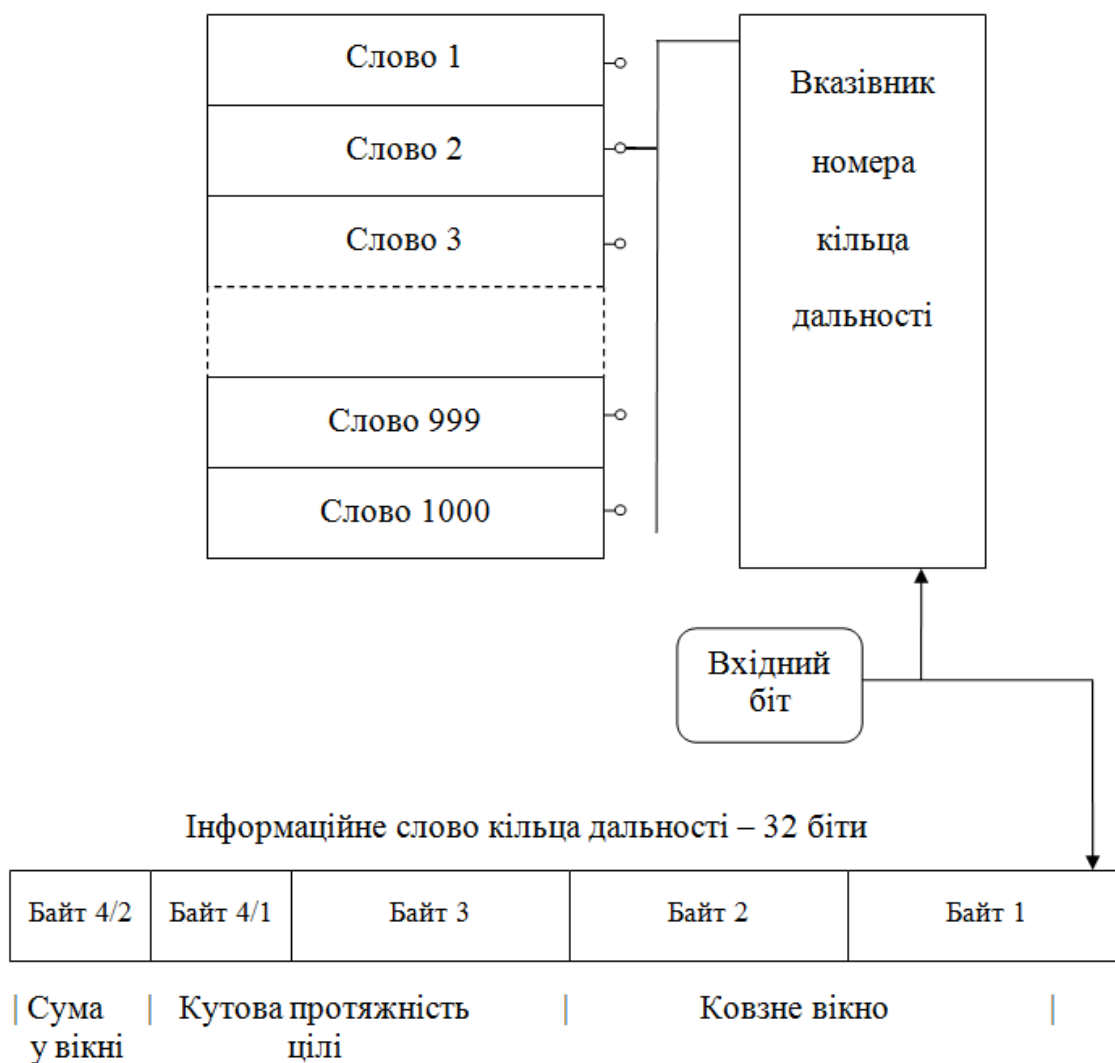 Слово 1
Слово 2
Слово 3
Слово 999
Слово 1000
Вказівник
номера
кільця
дальності
Вхідний
біт
Інформаційне слово кільця дальності – 32 біти
Байт 4/2
Байт 4/1
Байт 3
Байт 2
Байт 1
| Сума | Кутова протяжність | Ковзне вікно |
у вікні цілі